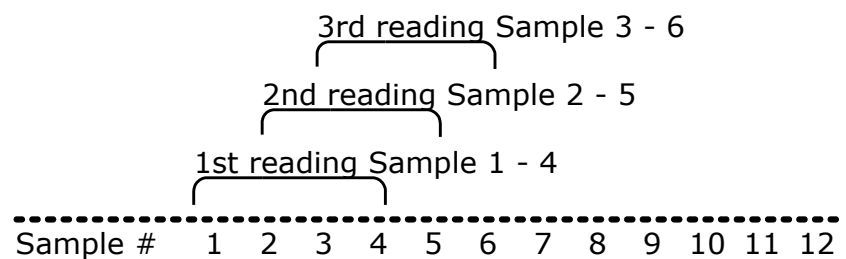 3rd reading Sample 3 - 6
2nd reading Sample 2 - 5
1st reading Sample 1 - 4
Sample # 1 2 3 4 5 6 7 8 9 10 11 12